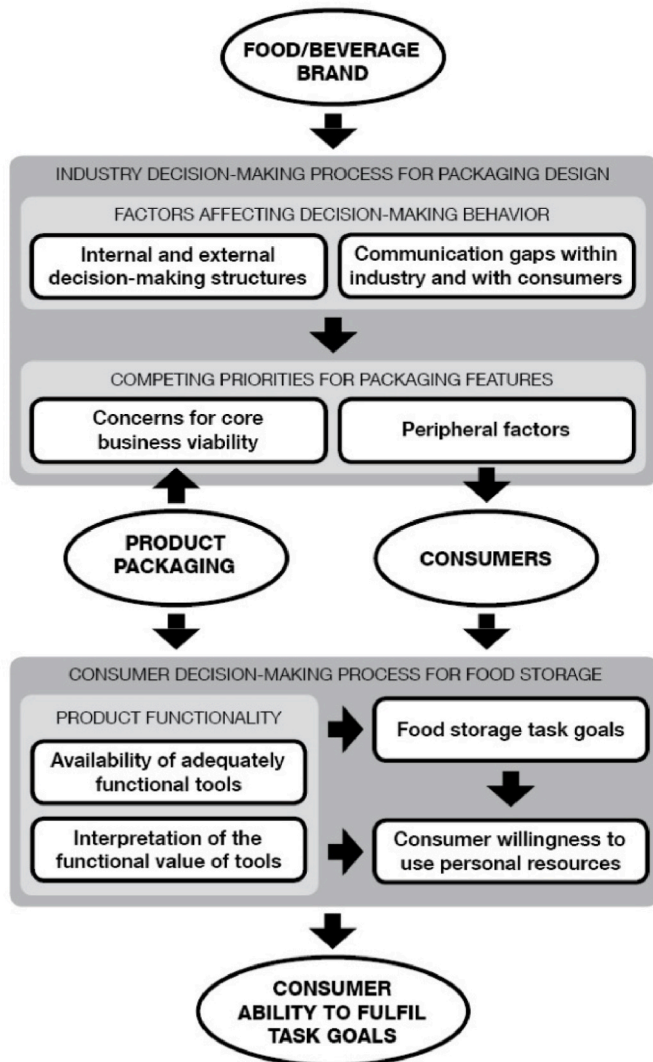 FOOD/BEVERAGE
BRAND
INDUSTRY DECISION-MAKING PROCESS FOR PACKAGING DESIGN
FACTORS AFFECTING DECISION-MAKING BEHAVIOR
Internal and external
decision-making structures
Communication gaps within
industry and with consumers
COMPETING PRIORITIES FOR PACKAGING FEATURES
Concerns for core
business viability
Peripheral factors
PRODUCT
PACKAGING
CONSUMERS
CONSUMER DECISION-MAKING PROCESS FOR FOOD STORAGE
PRODUCT FUNCTIONALITY
Availability of adequately
functional tools
Interpretation of the
functional value of tools
Food storage task goals
Consumer willingness to
use personal resources
CONSUMER
ABILITY TO FULFIL
TASK GOALS